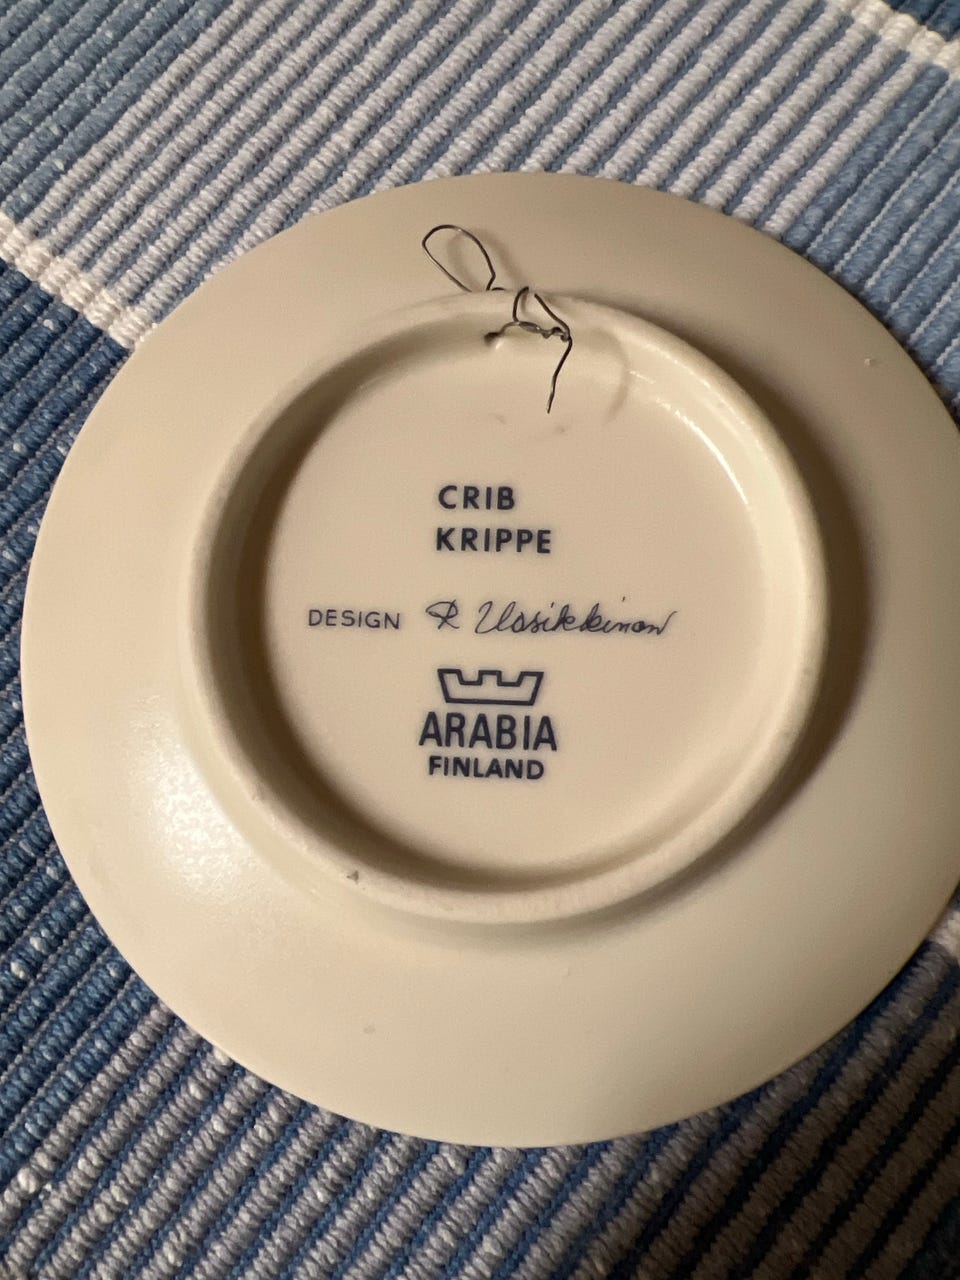 CRIB
KRIPPE
DESIGN R Uosikkinen
ARABIA
FINLAND